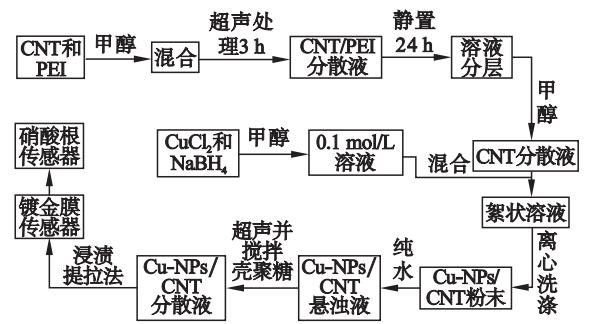 CNT和
PEI
甲醇
混合
超声处
理3 h
CNT/PEI
分散液
静置
24 h
溶液
分层
甲
醇
CNT分散液
CuCl₂和
NaBH₄
甲醇
0.1 mol/L
溶液
混合
絮状溶液
离
心
洗
涤
Cu-NPs/
CNT粉末
纯
水
Cu-NPs/
CNT
悬浊液
超声并
搅拌
壳聚糖
Cu-NPs/
CNT
分散液
浸渍
提拉法
镀金膜
传感器
硝酸根
传感器